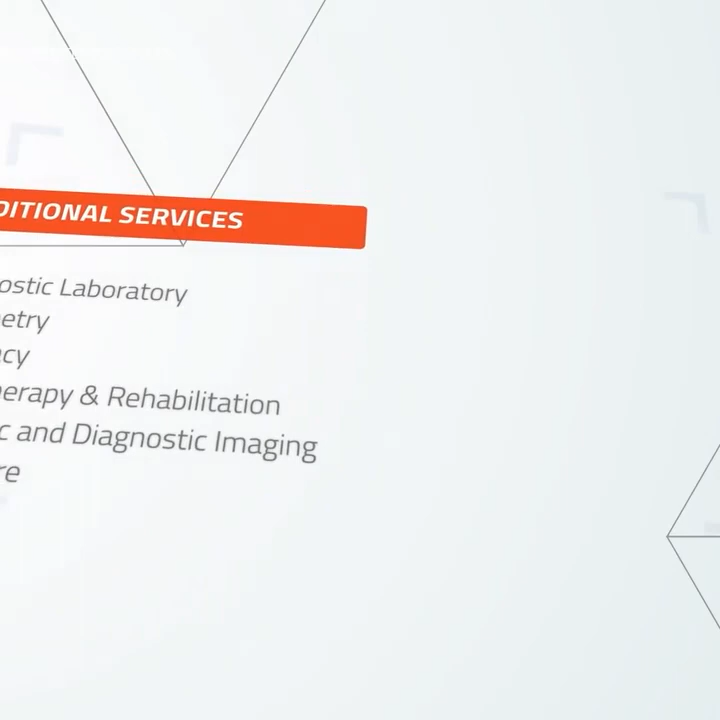 DITIONAL SERVICES
ostic Laboratory
etry
cy
erapy & Rehabilitation
c and Diagnostic Imaging
re